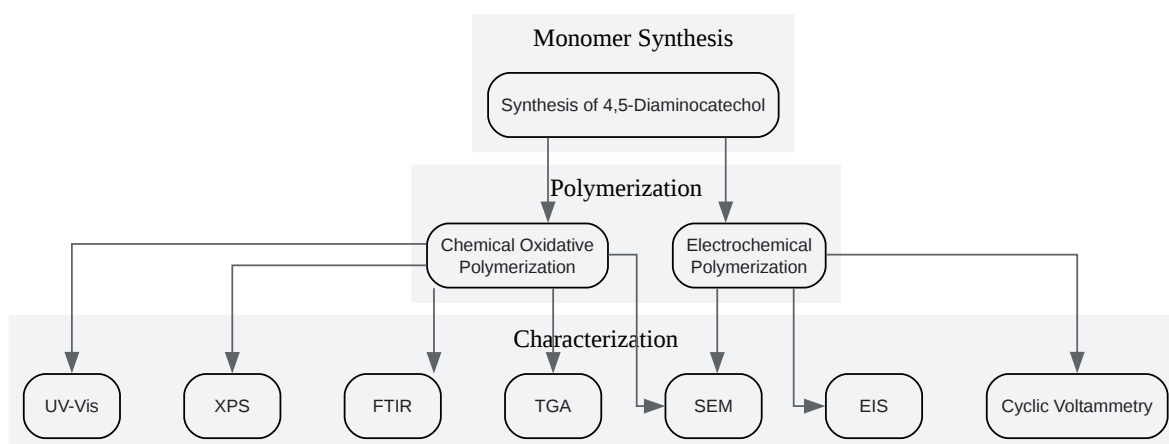 Monomer Synthesis
Synthesis of 4,5-Diaminocatechol
Polymerization
Chemical Oxidative
Polymerization
Electrochemical
Polymerization
Characterization
UV-Vis
XPS
FTIR
TGA
SEM
EIS
Cyclic Voltammetry